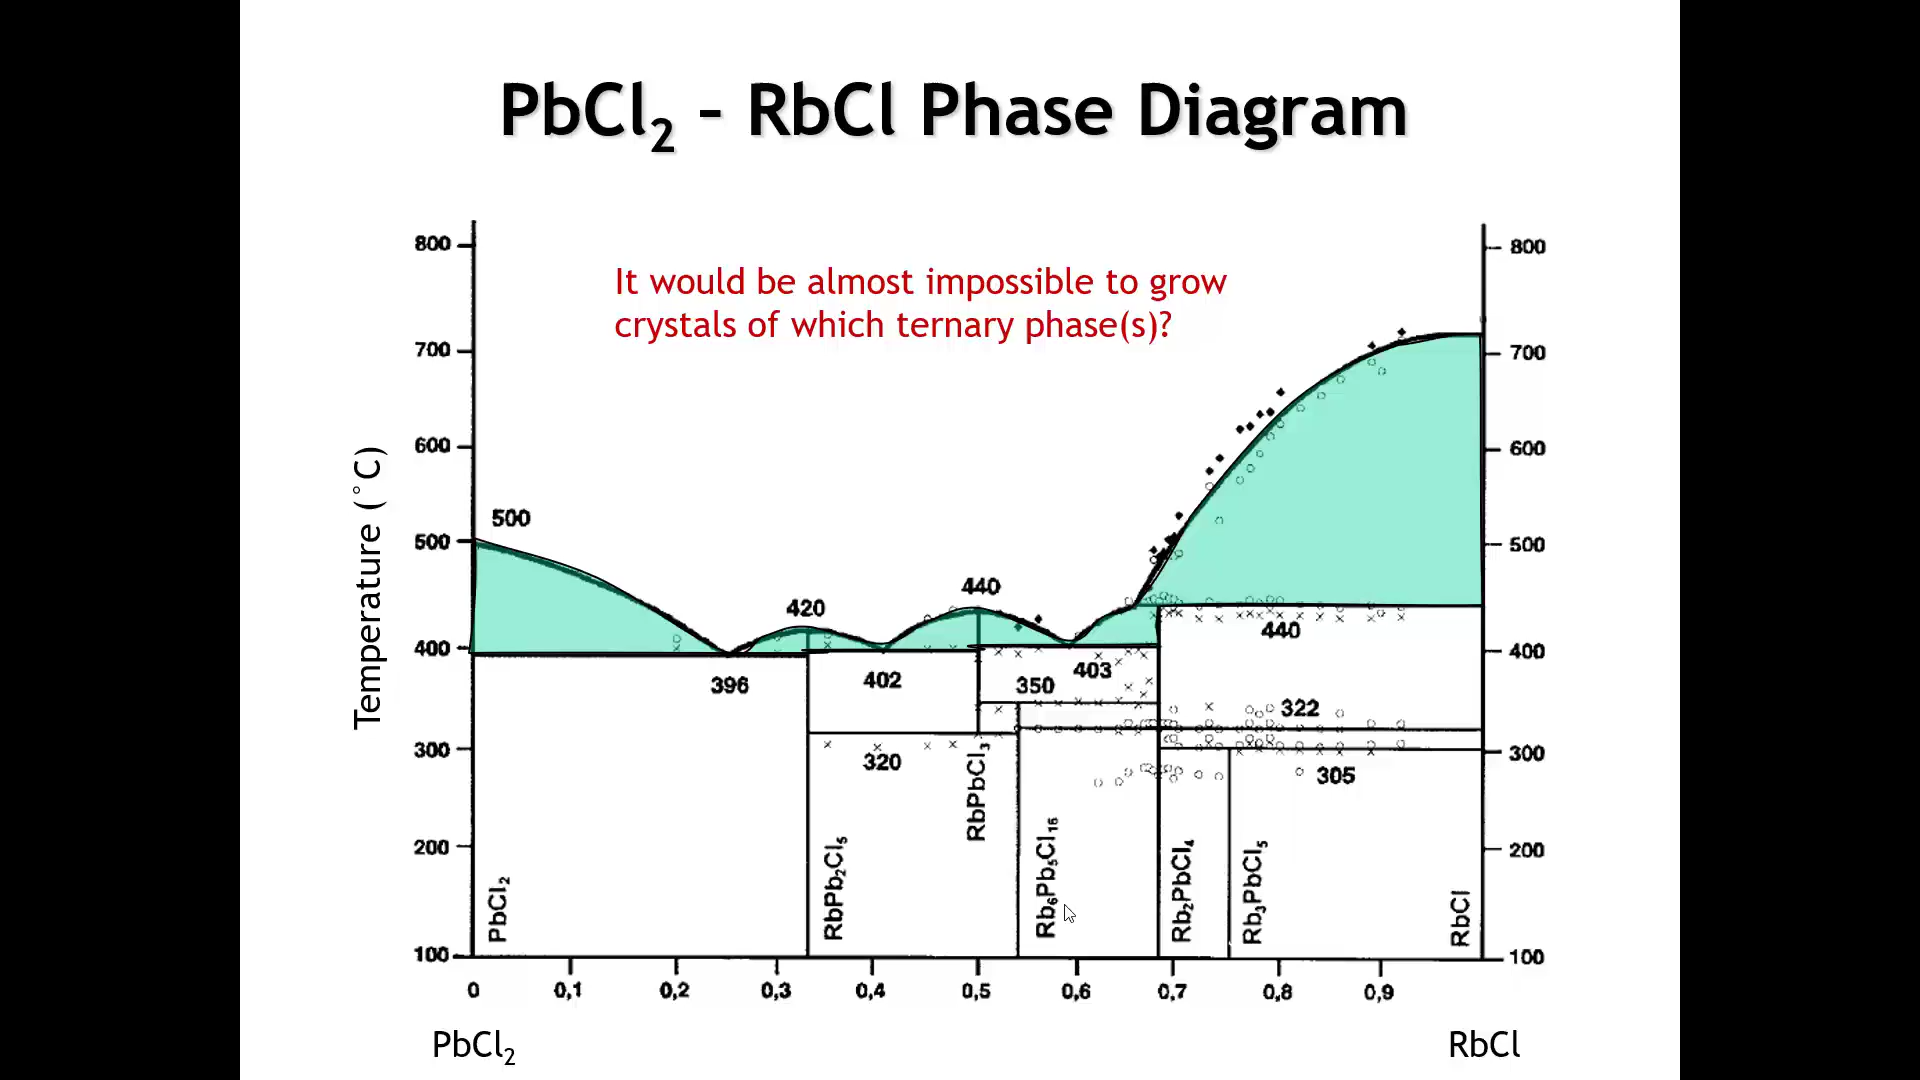 PbCl₂ – RbCl Phase Diagram
It would be almost impossible to grow
crystals of which ternary phase(s)?
Temperature (°C)
800
700
600
500
400
300
200
100
800
700
600
500
400
300
200
100
500
420
440
396
402
350
403
440
320
322
305
PbCl₂
RbPb₂Cl₅
RbPbCl₃
Rb₆Pb₅Cl₁₆
Rb₂PbCl₄
Rb₃PbCl₅
RbCl
0 0,1 0,2 0,3 0,4 0,5 0,6 0,7 0,8 0,9
PbCl₂ RbCl